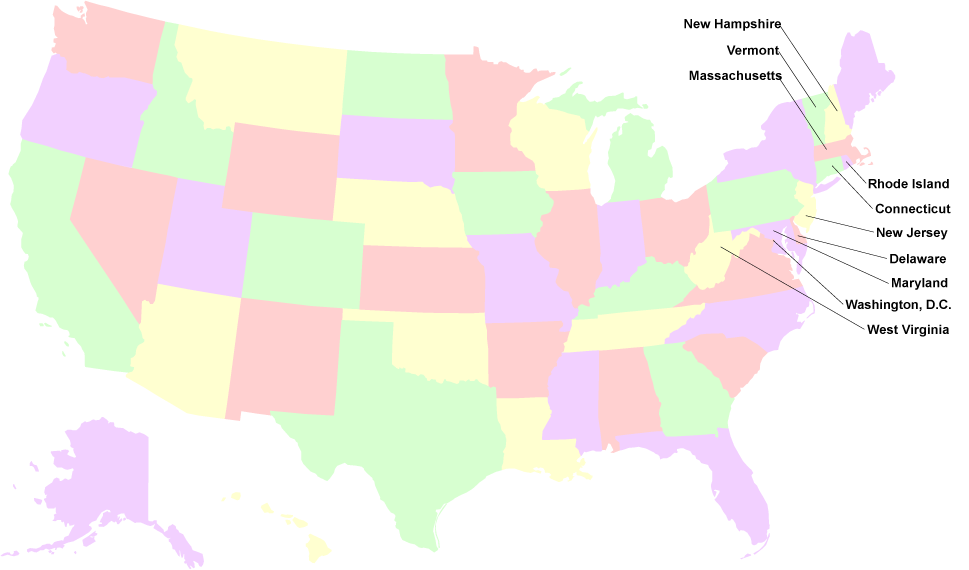 New Hampshire
Vermont
Massachusetts
Rhode Island
Connecticut
New Jersey
Delaware
Maryland
Washington, D.C.
West Virginia